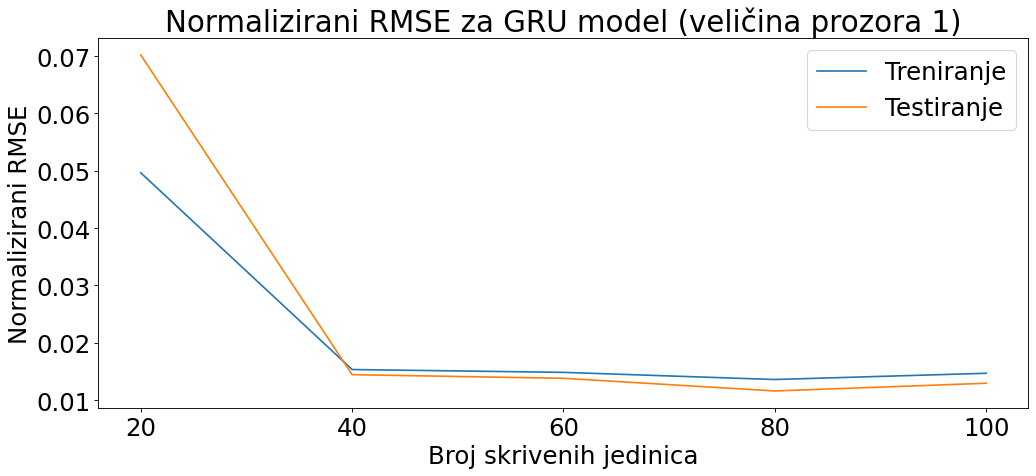 Normalizirani RMSE za GRU model (veličina prozora 1)
Treniranje
Testiranje
Normalizirani RMSE
0.07
0.06
0.05
0.04
0.03
0.02
0.01
20 40 60 80 100
Broj skrivenih jedinica